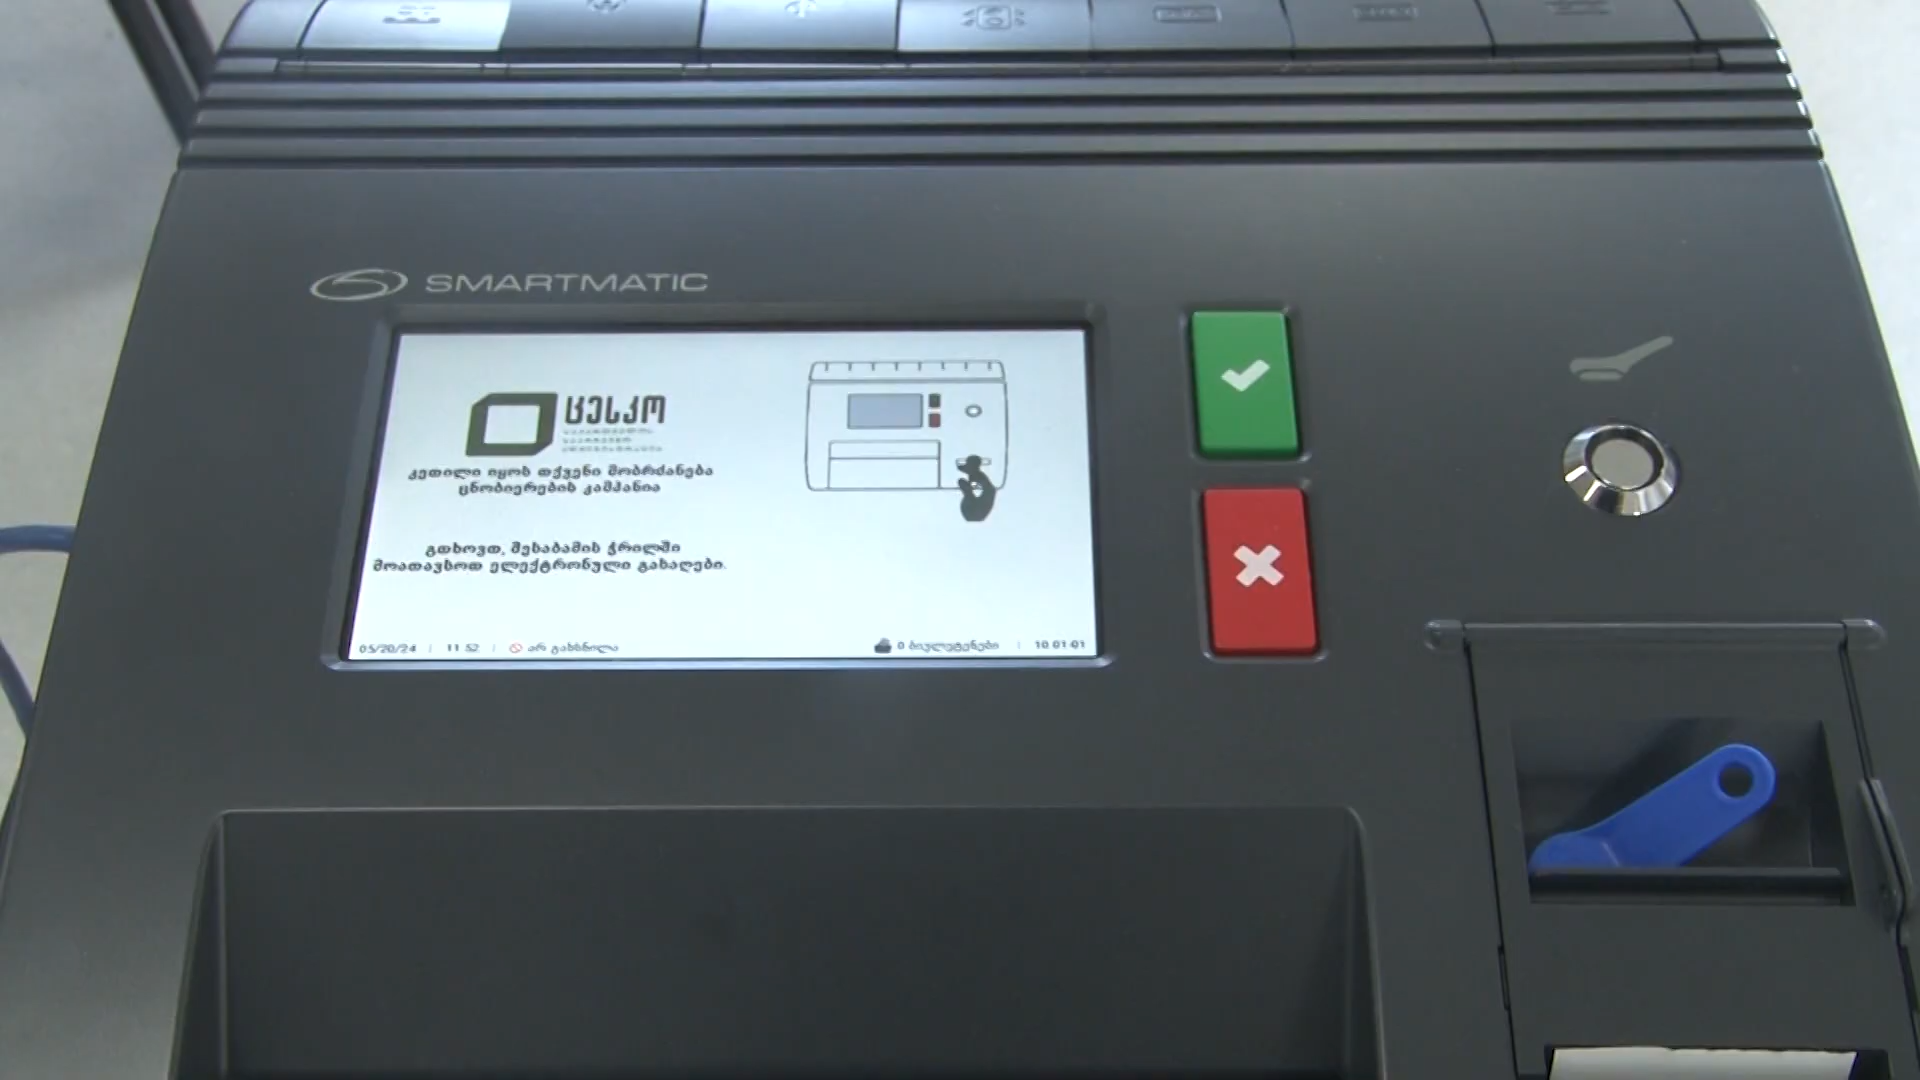 SMARTMATIC
ცესკო
კეთილი იყოს თქვენი მობრძანება
ცნობიერების კამპანია
გთხოვთ, შესაბამის ჭრილში
მოათავსოთ ელექტრონული გასაღები.
05/20/24 | 11:52 | არ გახსნილა
0 ბიულეტენები | 10.01.01